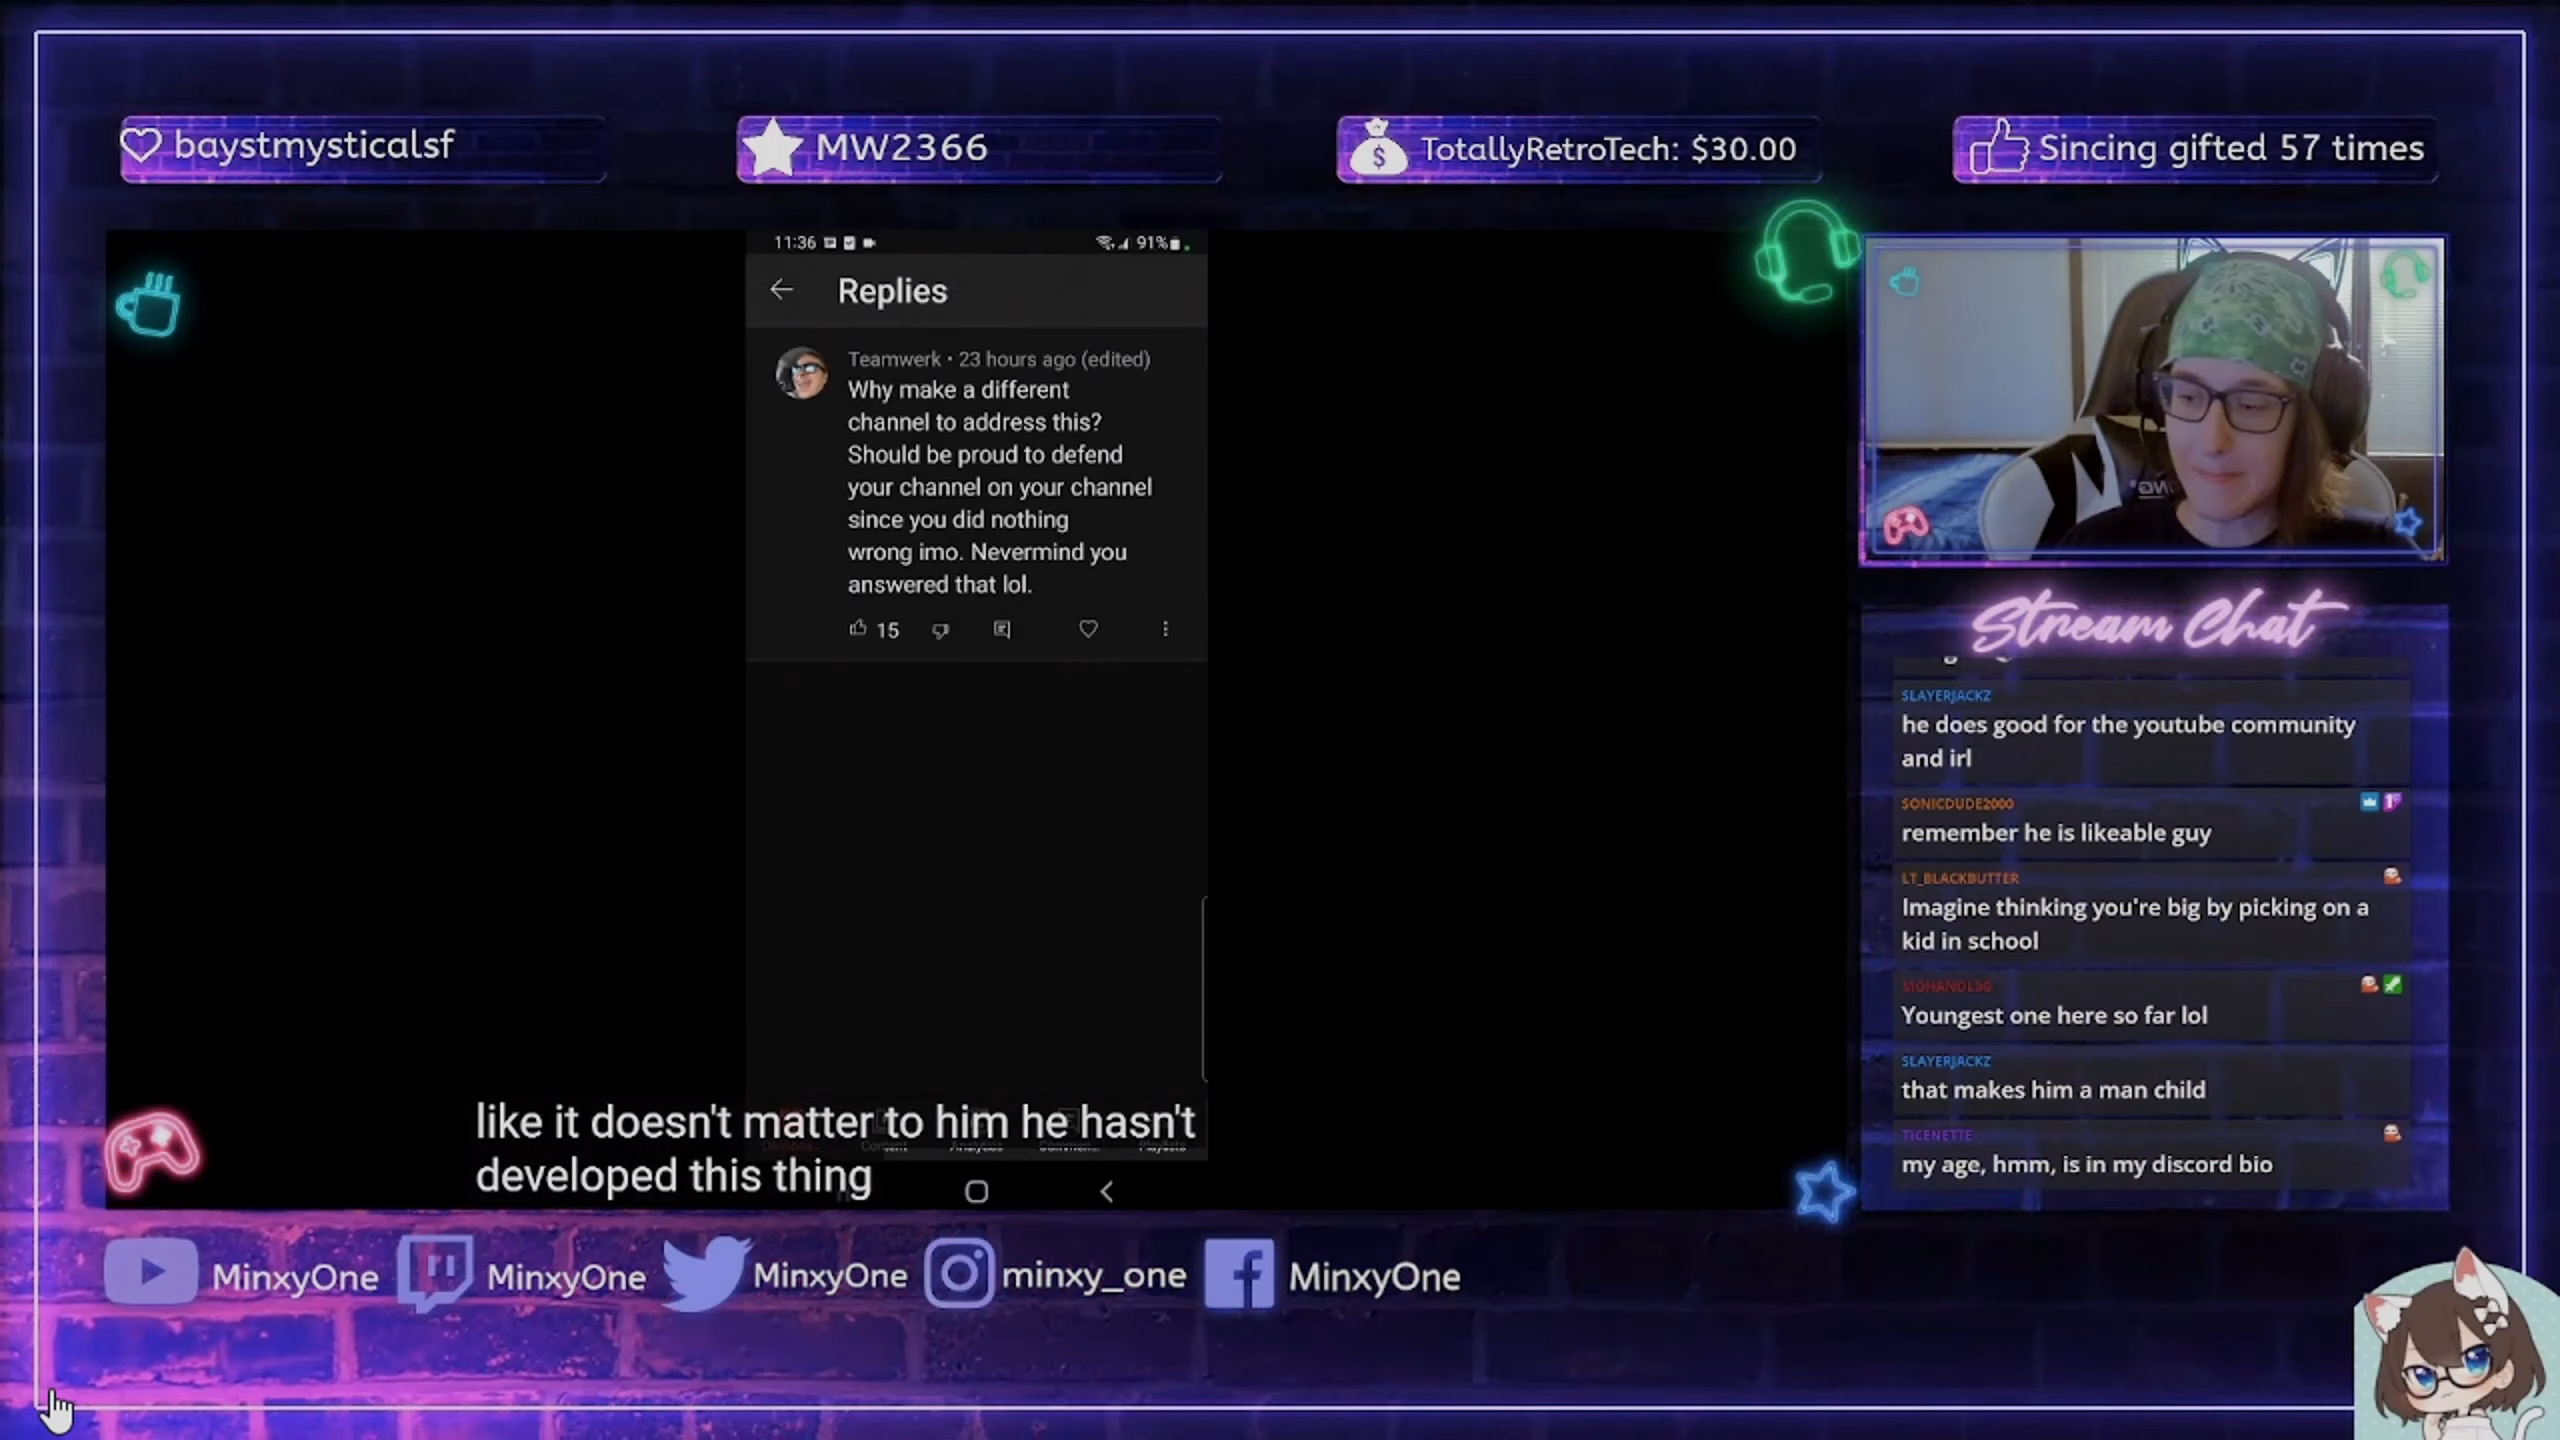 baystmysticalsf
MW2366
TotallyRetroTech: $30.00
Sincing gifted 57 times
11:36
91%
Replies
Teamwerk • 23 hours ago (edited)
Why make a different
channel to address this?
Should be proud to defend
your channel on your channel
since you did nothing
wrong imo. Nevermind you
answered that lol.
15
like it doesn't matter to him he hasn't
developed this thing
Content
Analytics
Playlists
Stream Chat
SLAYERJACKZ
he does good for the youtube community
and irl
SONICDUDE2000
remember he is likeable guy
LT_BLACKBUTTER
Imagine thinking you're big by picking on a
kid in school
Youngest one here so far lol
SLAYERJACKZ
that makes him a man child
TICENETTE
my age, hmm, is in my discord bio
MinxyOne
MinxyOne
MinxyOne
minxy_one
MinxyOne